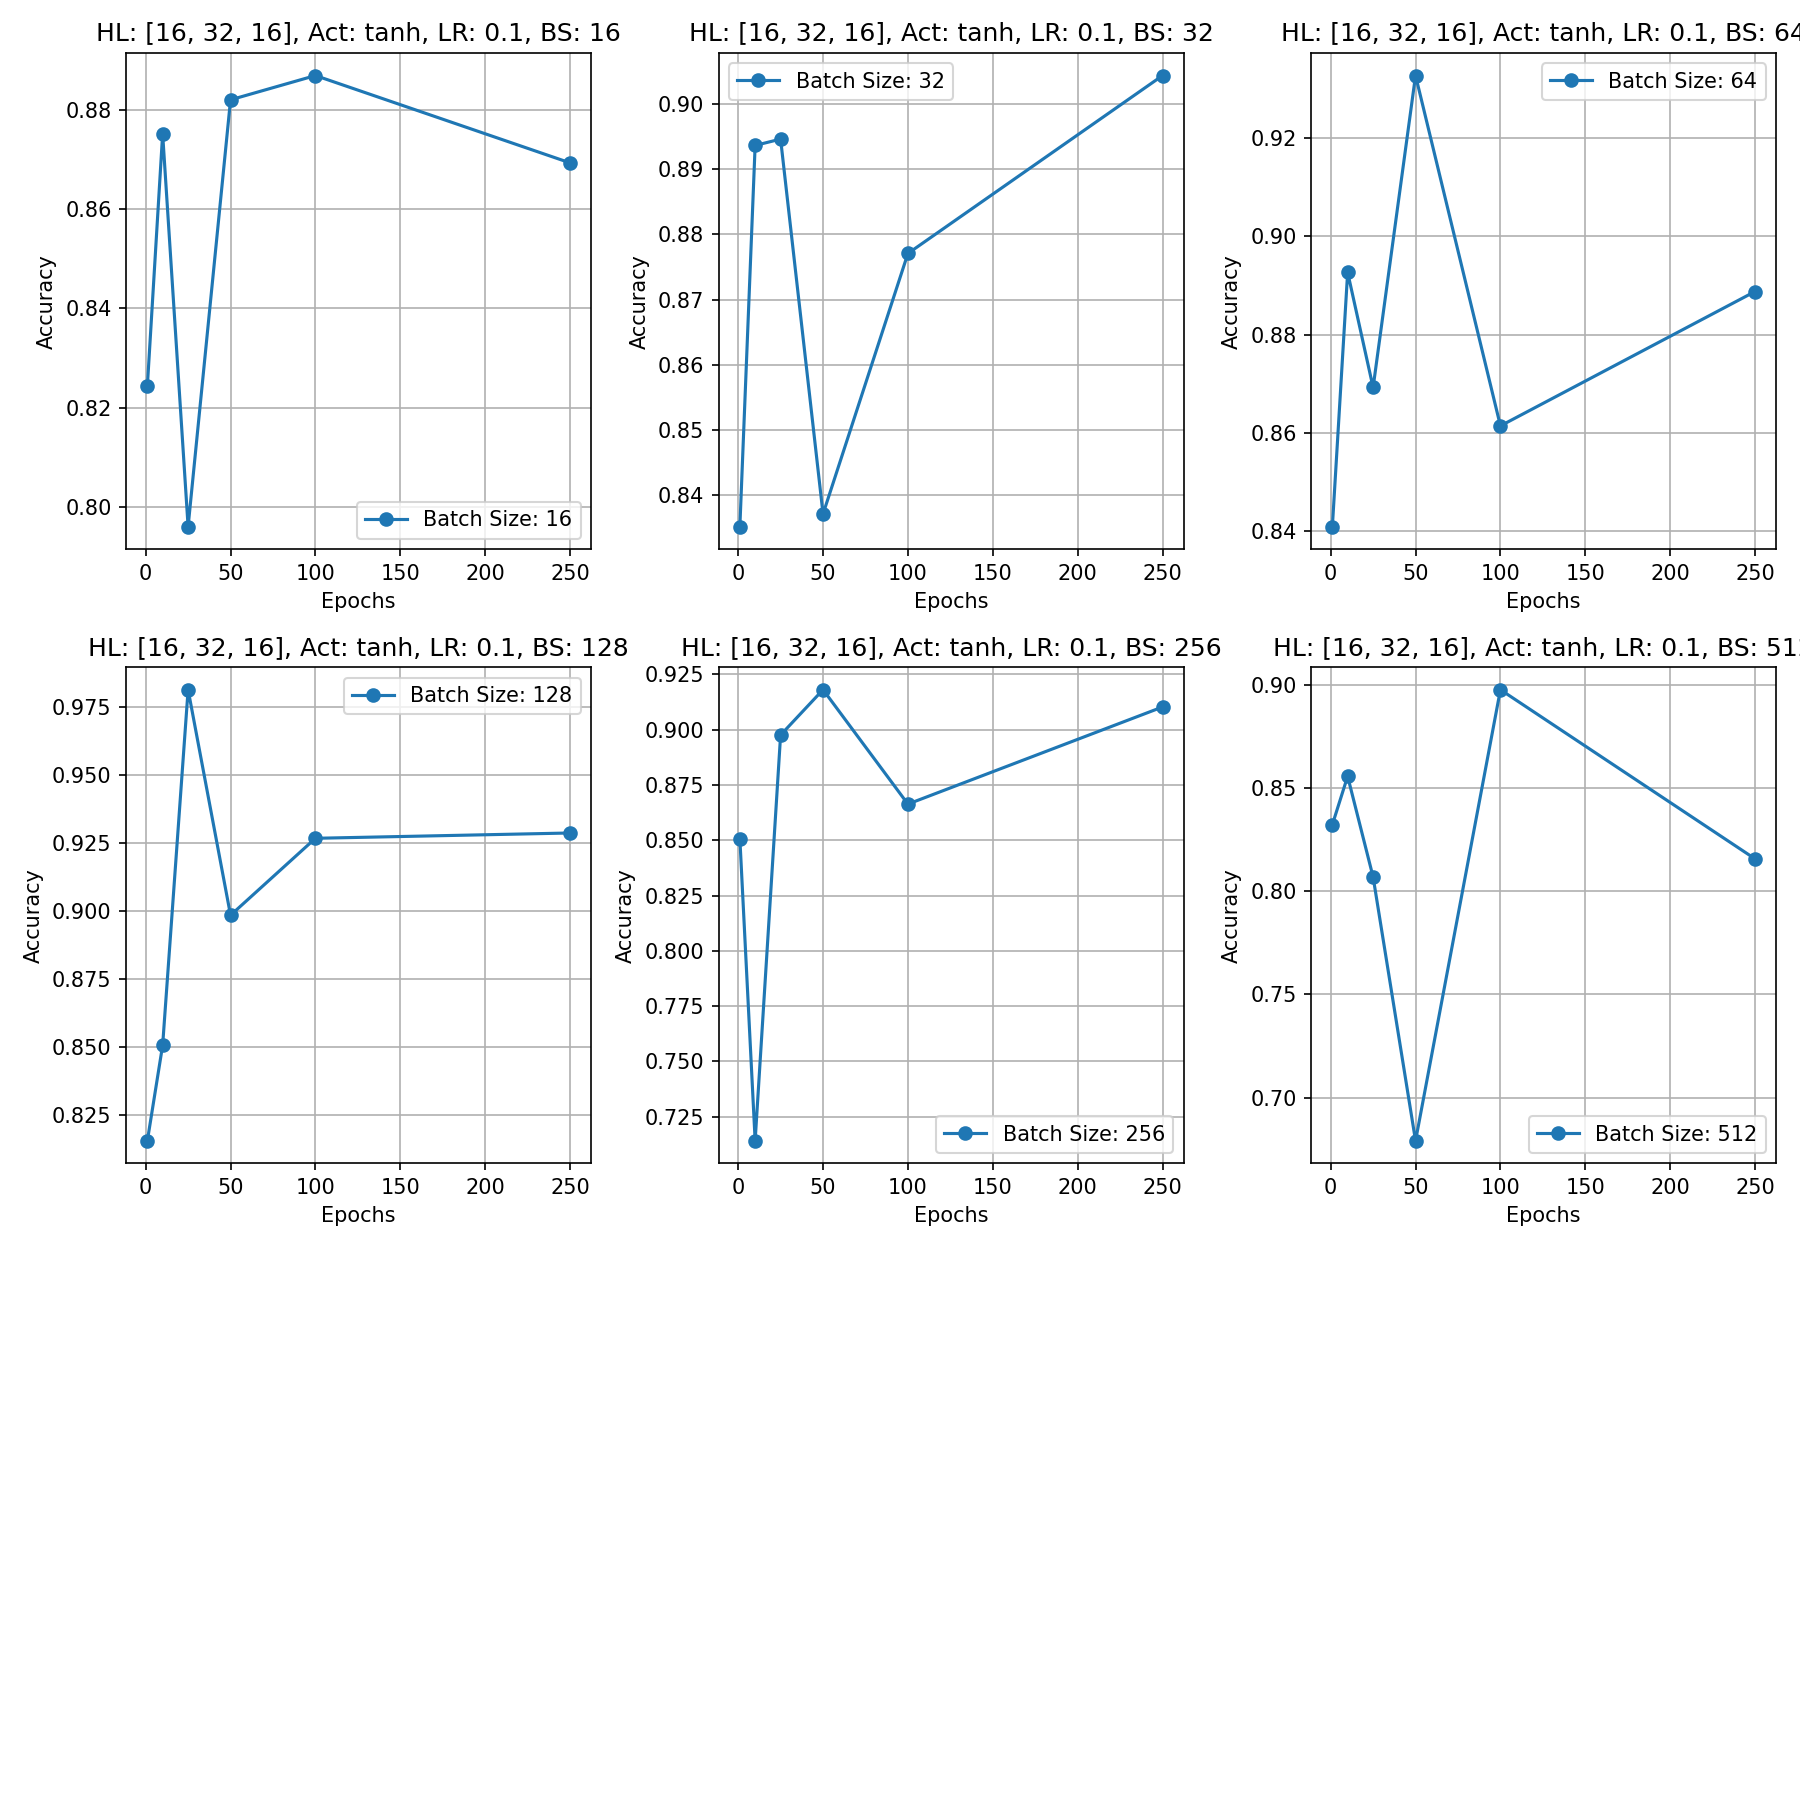 HL: [16, 32, 16], Act: tanh, LR: 0.1, BS: 16
Accuracy
0.88
0.86
0.84
0.82
0.80
Batch Size: 16
0 50 100 150 200 250
Epochs
HL: [16, 32, 16], Act: tanh, LR: 0.1, BS: 32
Accuracy
0.90
0.89
0.88
0.87
0.86
0.85
0.84
Batch Size: 32
0 50 100 150 200 250
Epochs
HL: [16, 32, 16], Act: tanh, LR: 0.1, BS: 64
Accuracy
0.92
0.90
0.88
0.86
0.84
Batch Size: 64
0 50 100 150 200 250
Epochs
HL: [16, 32, 16], Act: tanh, LR: 0.1, BS: 128
Accuracy
0.975
0.950
0.925
0.900
0.875
0.850
0.825
Batch Size: 128
0 50 100 150 200 250
Epochs
HL: [16, 32, 16], Act: tanh, LR: 0.1, BS: 256
Accuracy
0.925
0.900
0.875
0.850
0.825
0.800
0.775
0.750
0.725
Batch Size: 256
0 50 100 150 200 250
Epochs
HL: [16, 32, 16], Act: tanh, LR: 0.1, BS:
Accuracy
0.90
0.85
0.80
0.75
0.70
Batch Size: 512
0 50 100 150 200 250
Epochs